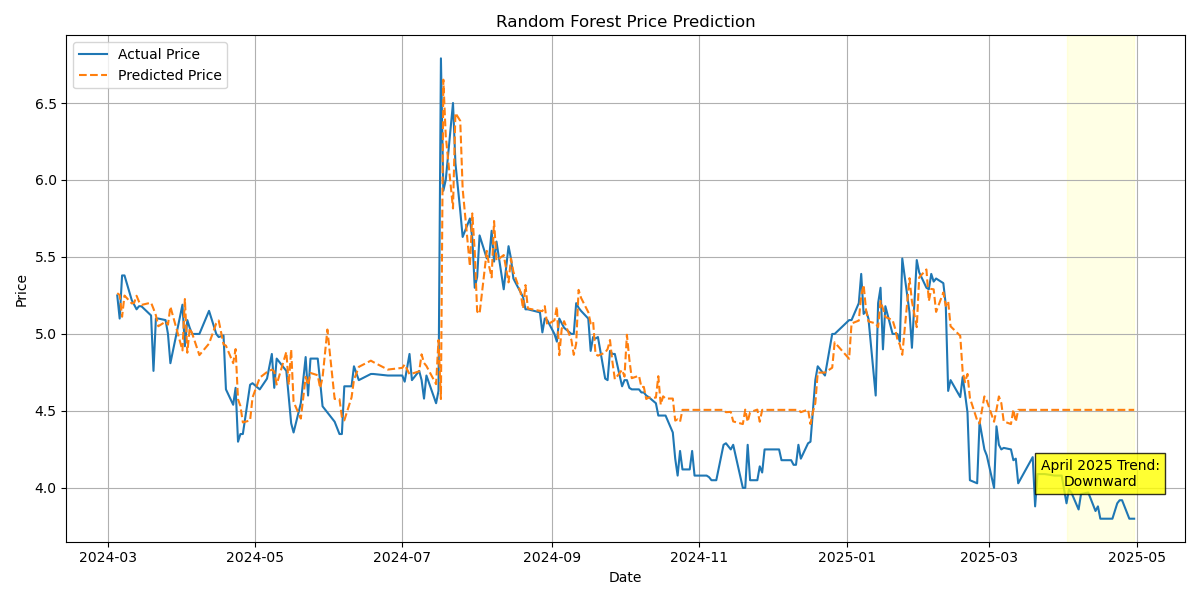 Random Forest Price Prediction
Actual Price
Predicted Price
Price
6.5
6.0
5.5
5.0
4.5
4.0
April 2025 Trend:
Downward
2024-03 2024-05 2024-07 2024-09 2024-11 2025-01 2025-03 2025-05
Date